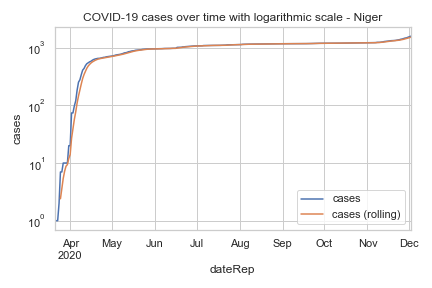 COVID-19 cases over time with logarithmic scale - Niger
10³
10²
10¹
10⁰
cases
cases
cases (rolling)
Apr May Jun Jul Aug Sep Oct Nov Dec
2020
dateRep